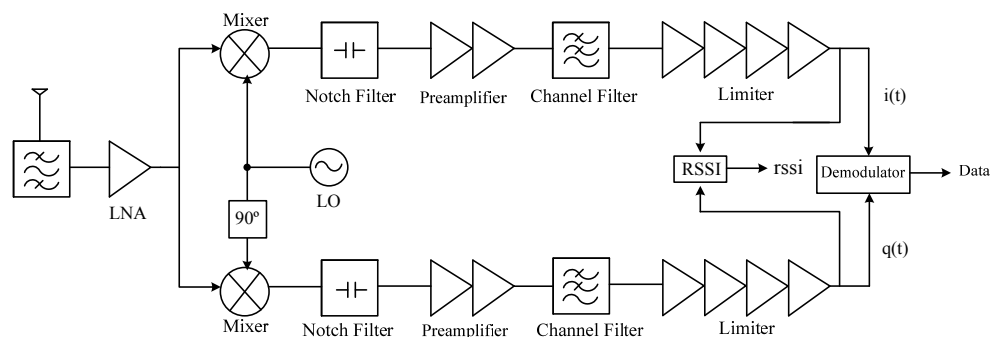 Mixer
Notch Filter
Preamplifier
Channel Filter
Limiter
i(t)
LNA
LO
RSSI
rssi
Demodulator
Data
90º
q(t)
Mixer
Notch Filter
Preamplifier
Channel Filter
Limiter